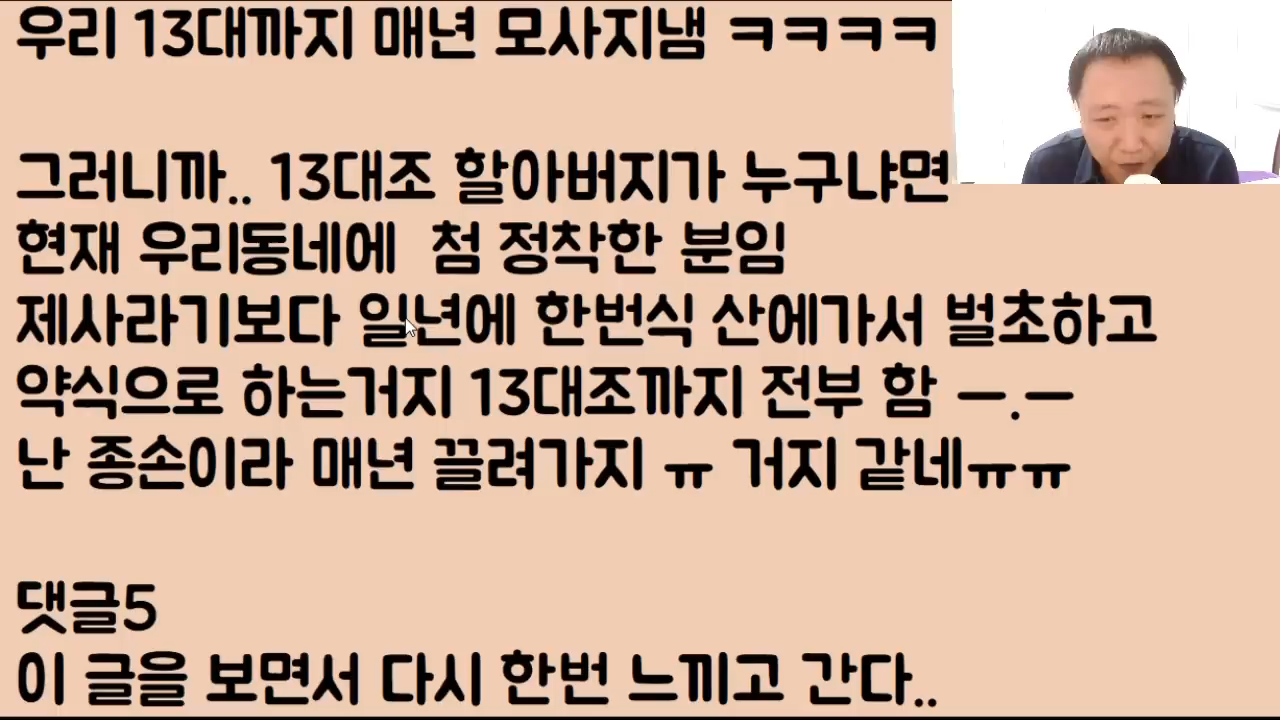 우리 13대까지 매년 모사지냄 ㅋㅋㅋㅋ
그러니까.. 13대조 할아버지가 누구냐면
현재 우리동네에 첨 정착한 분임
제사라기보다 일년에 한번식 산에가서 벌초하고
약식으로 하는거지 13대조까지 전부 함 ㅡ.ㅡ
난 종손이라 매년 끌려가지 ㅠ 거지 같네ㅠㅠ
댓글5
이 글을 보면서 다시 한번 느끼고 간다..